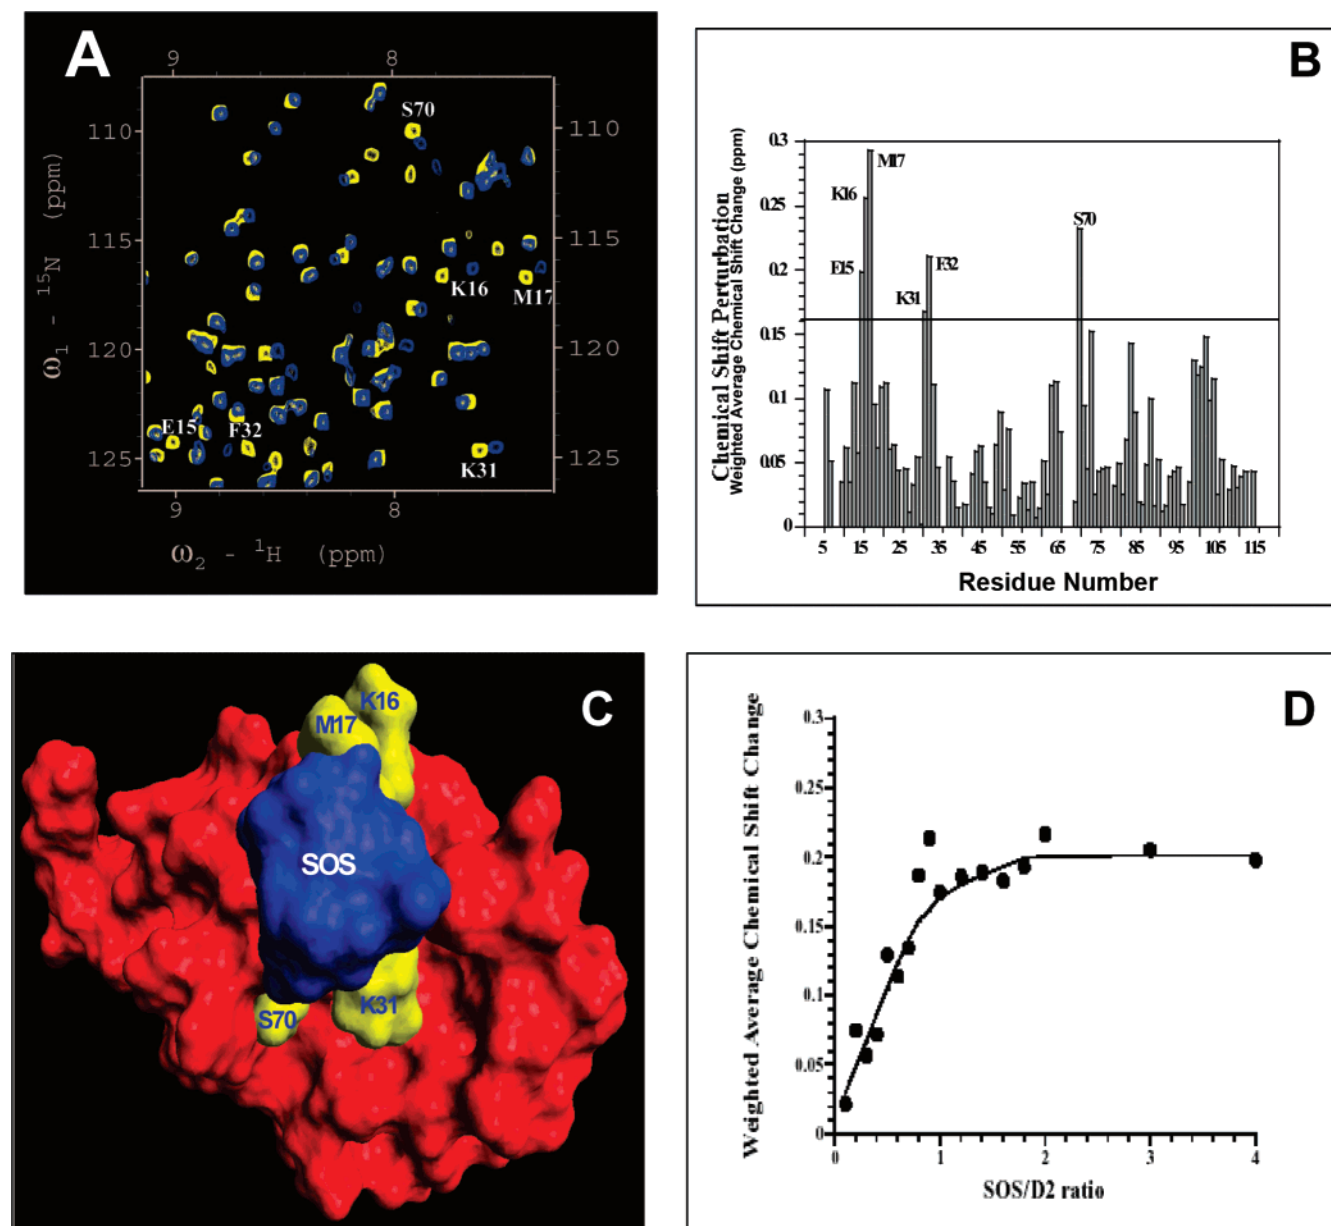 A
9 8
S70
110 110
115 115
K16 M17
120 120
E15 F32
125 125
K31
9 8
ω1 - 15N (ppm)
ω2 - 1H (ppm)
B
Chemical Shift Perturbation
Weighted Average Chemical Shift Change (ppm)
0.3
0.25
0.2
0.15
0.1
0.05
0
M17
K16
E15
K31
F32
S70
5 15 25 35 45 55 65 75 85 95 105 115
Residue Number
C
K16
M17
SOS
S70
K31
D
Weighted Average Chemical Shift Change
0.3
0.25
0.2
0.15
0.1
0.05
0
0 1 2 3 4
SOS/D2 ratio